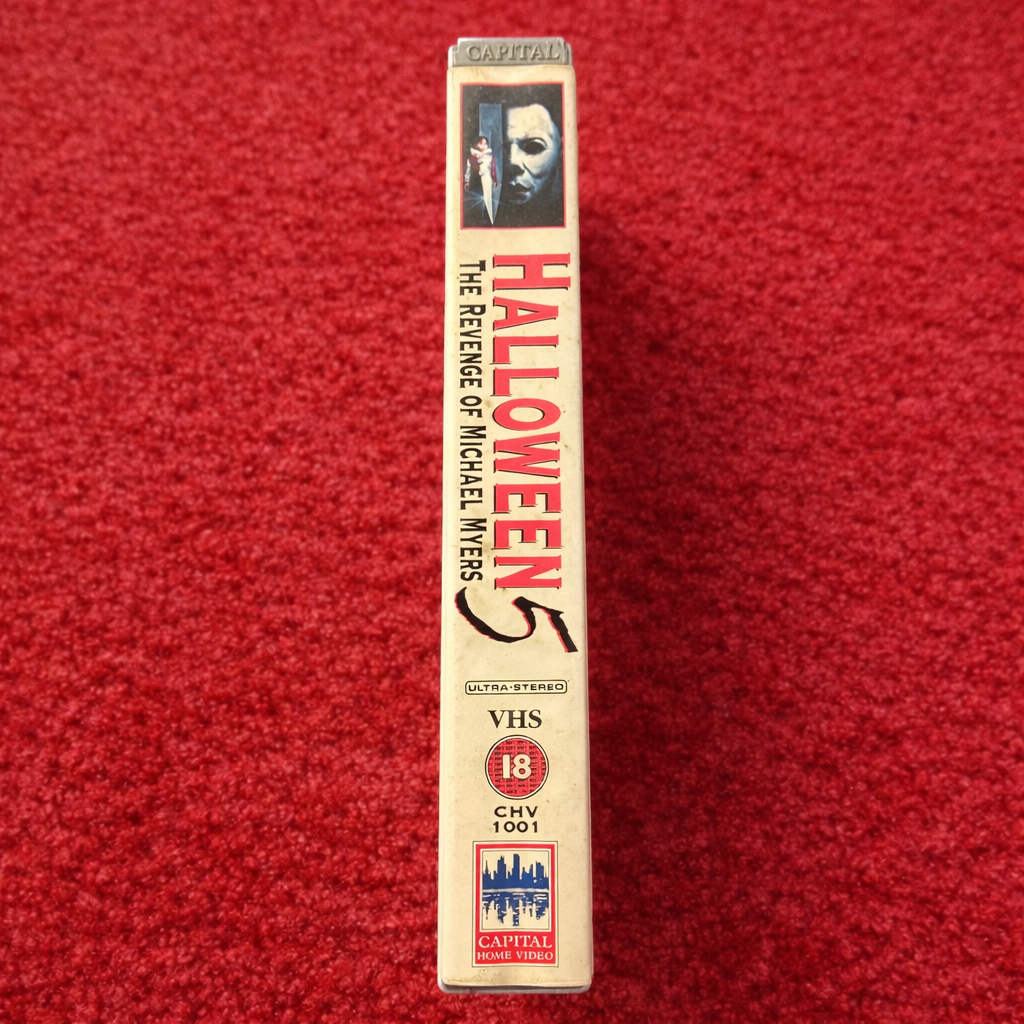 CAPITAL
HALLOWEEN 5
THE REVENGE OF MICHAEL MYERS
ULTRA-STEREO
VHS
18
CHV
1001
CAPITAL
HOME VIDEO